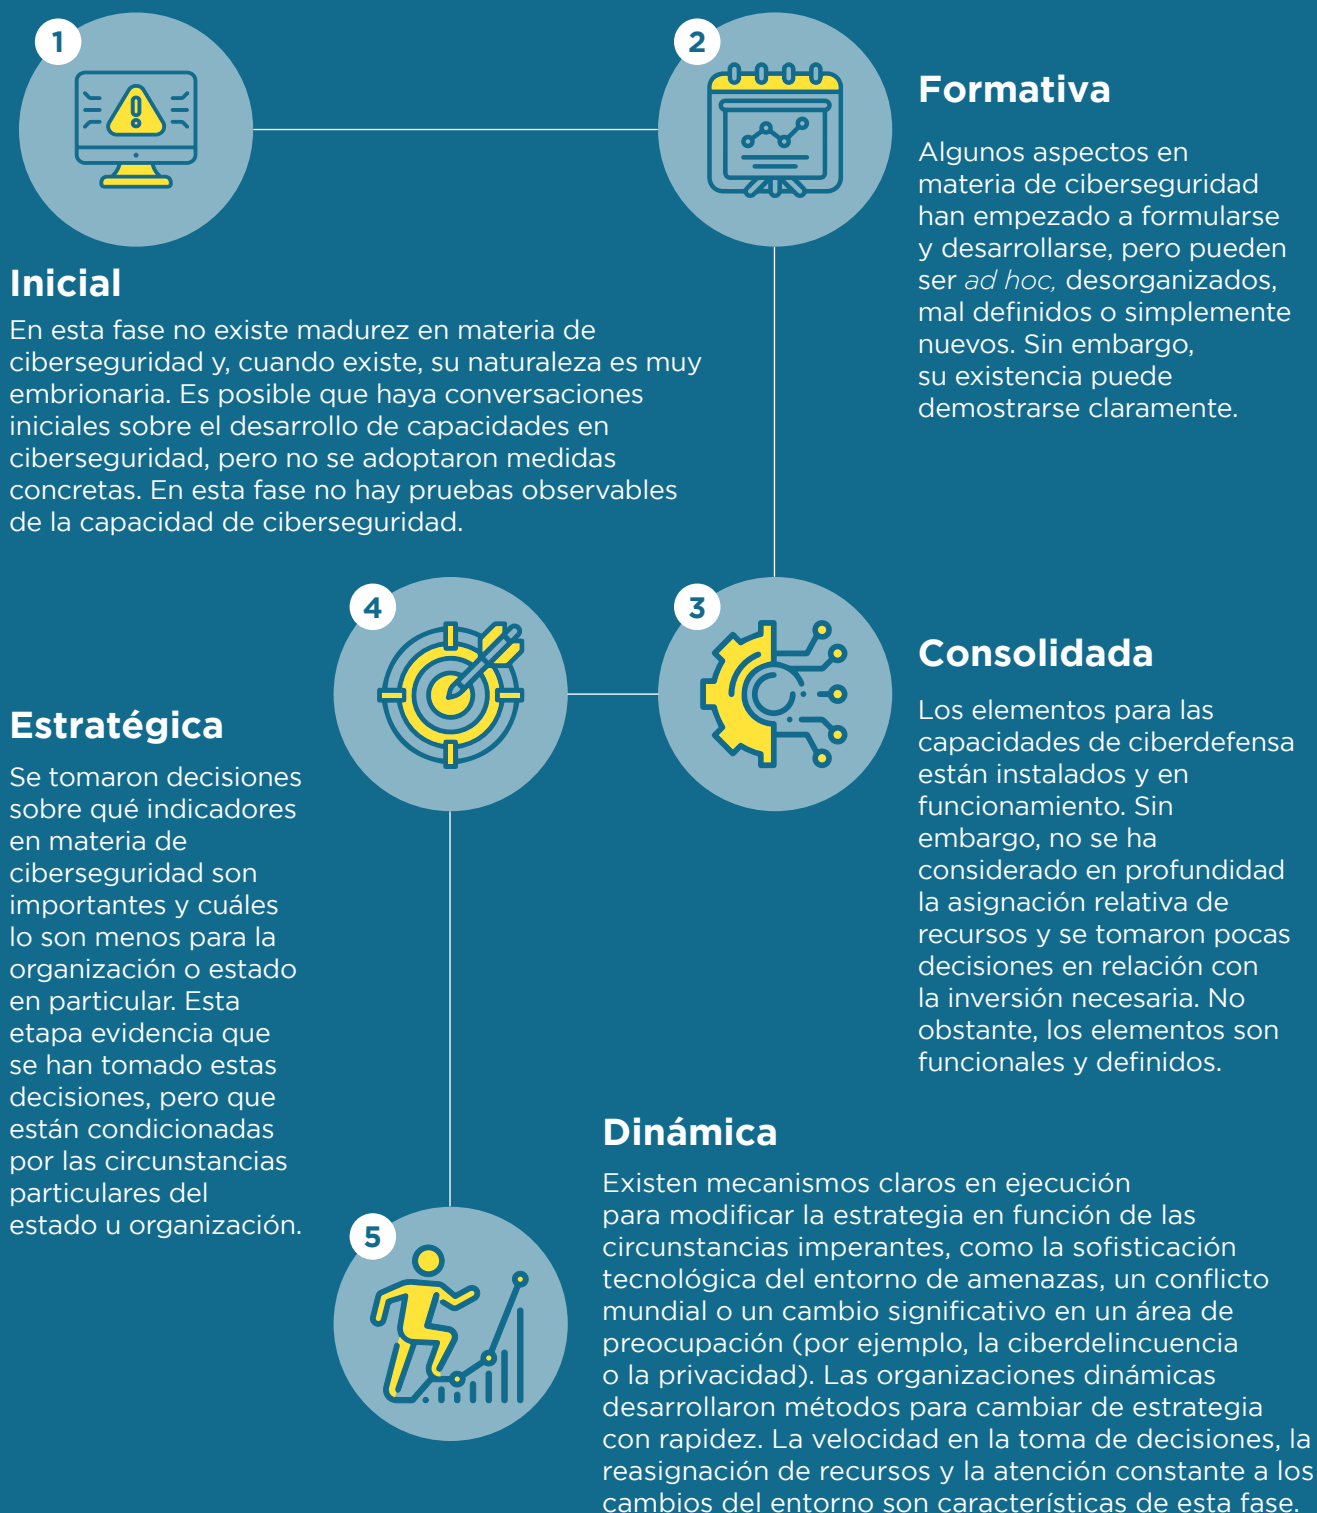 1
Inicial
En esta fase no existe madurez en materia de
ciberseguridad y, cuando existe, su naturaleza es muy
embrionaria. Es posible que haya conversaciones
iniciales sobre el desarrollo de capacidades en
ciberseguridad, pero no se adoptaron medidas
concretas. En esta fase no hay pruebas observables
de la capacidad de ciberseguridad.
2
Formativa
Algunos aspectos en
materia de ciberseguridad
han empezado a formularse
y desarrollarse, pero pueden
ser ad hoc, desorganizados,
mal definidos o simplemente
nuevos. Sin embargo,
su existencia puede
demostrarse claramente.
3
Consolidada
Los elementos para las
capacidades de ciberdefensa
están instalados y en
funcionamiento. Sin
embargo, no se ha
considerado en profundidad
la asignación relativa de
recursos y se tomaron pocas
decisiones en relación con
la inversión necesaria. No
obstante, los elementos son
funcionales y definidos.
4
Estratégica
Se tomaron decisiones
sobre qué indicadores
en materia de
ciberseguridad son
importantes y cuáles
lo son menos para la
organización o estado
en particular. Esta
etapa evidencia que
se han tomado estas
decisiones, pero que
están condicionadas
por las circunstancias
particulares del
estado u organización.
5
Dinámica
Existen mecanismos claros en ejecución
para modificar la estrategia en función de las
circunstancias imperantes, como la sofisticación
tecnológica del entorno de amenazas, un conflicto
mundial o un cambio significativo en un área de
preocupación (por ejemplo, la ciberdelincuencia
o la privacidad). Las organizaciones dinámicas
desarrollaron métodos para cambiar de estrategia
con rapidez. La velocidad en la toma de decisiones, la
reasignación de recursos y la atención constante a los
cambios del entorno son características de esta fase.